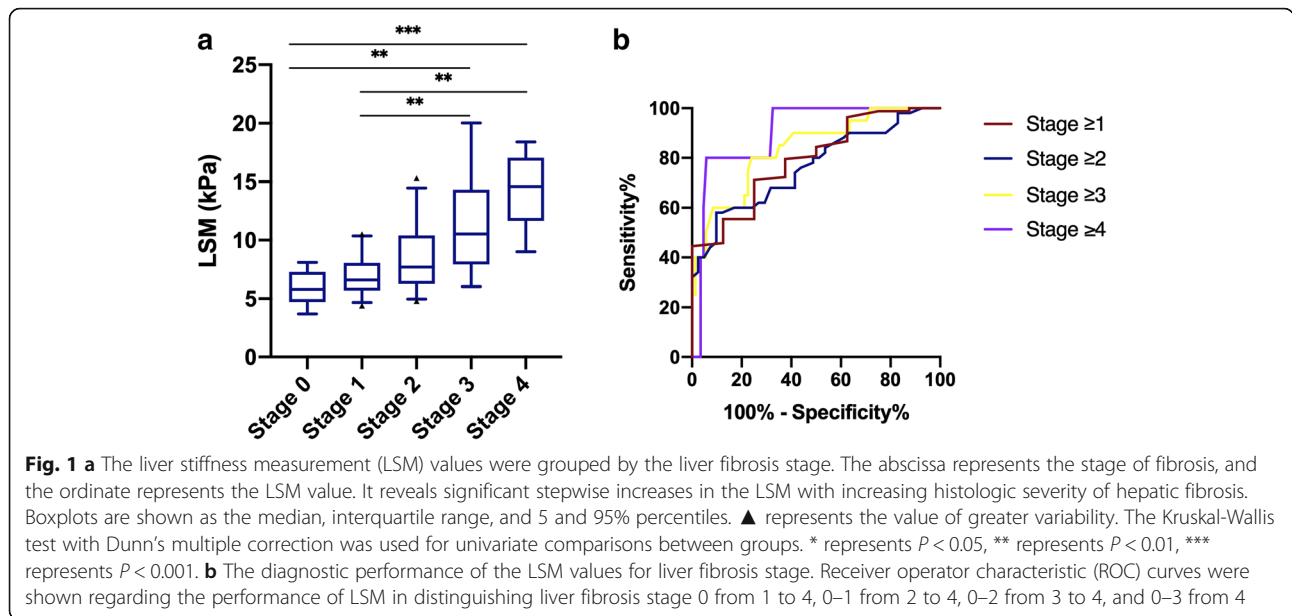 a
***
**
**
**
25
20
15
10
5
0
LSM (kPa)
Stage 0
Stage 1
Stage 2
Stage 3
Stage 4
b
100
80
60
40
20
0
Sensitivity%
0 20 40 60 80 100
100% - Specificity%
Stage ≥1
Stage ≥2
Stage ≥3
Stage ≥4
Fig. 1 a The liver stiffness measurement (LSM) values were grouped by the liver fibrosis stage. The abscissa represents the stage of fibrosis, and
the ordinate represents the LSM value. It reveals significant stepwise increases in the LSM with increasing histologic severity of hepatic fibrosis.
Boxplots are shown as the median, interquartile range, and 5 and 95% percentiles. ▲ represents the value of greater variability. The Kruskal-Wallis
test with Dunn's multiple correction was used for univariate comparisons between groups. * represents P < 0.05, ** represents P < 0.01, ***
represents P < 0.001. b The diagnostic performance of the LSM values for liver fibrosis stage. Receiver operator characteristic (ROC) curves were
shown regarding the performance of LSM in distinguishing liver fibrosis stage 0 from 1 to 4, 0–1 from 2 to 4, 0–2 from 3 to 4, and 0–3 from 4